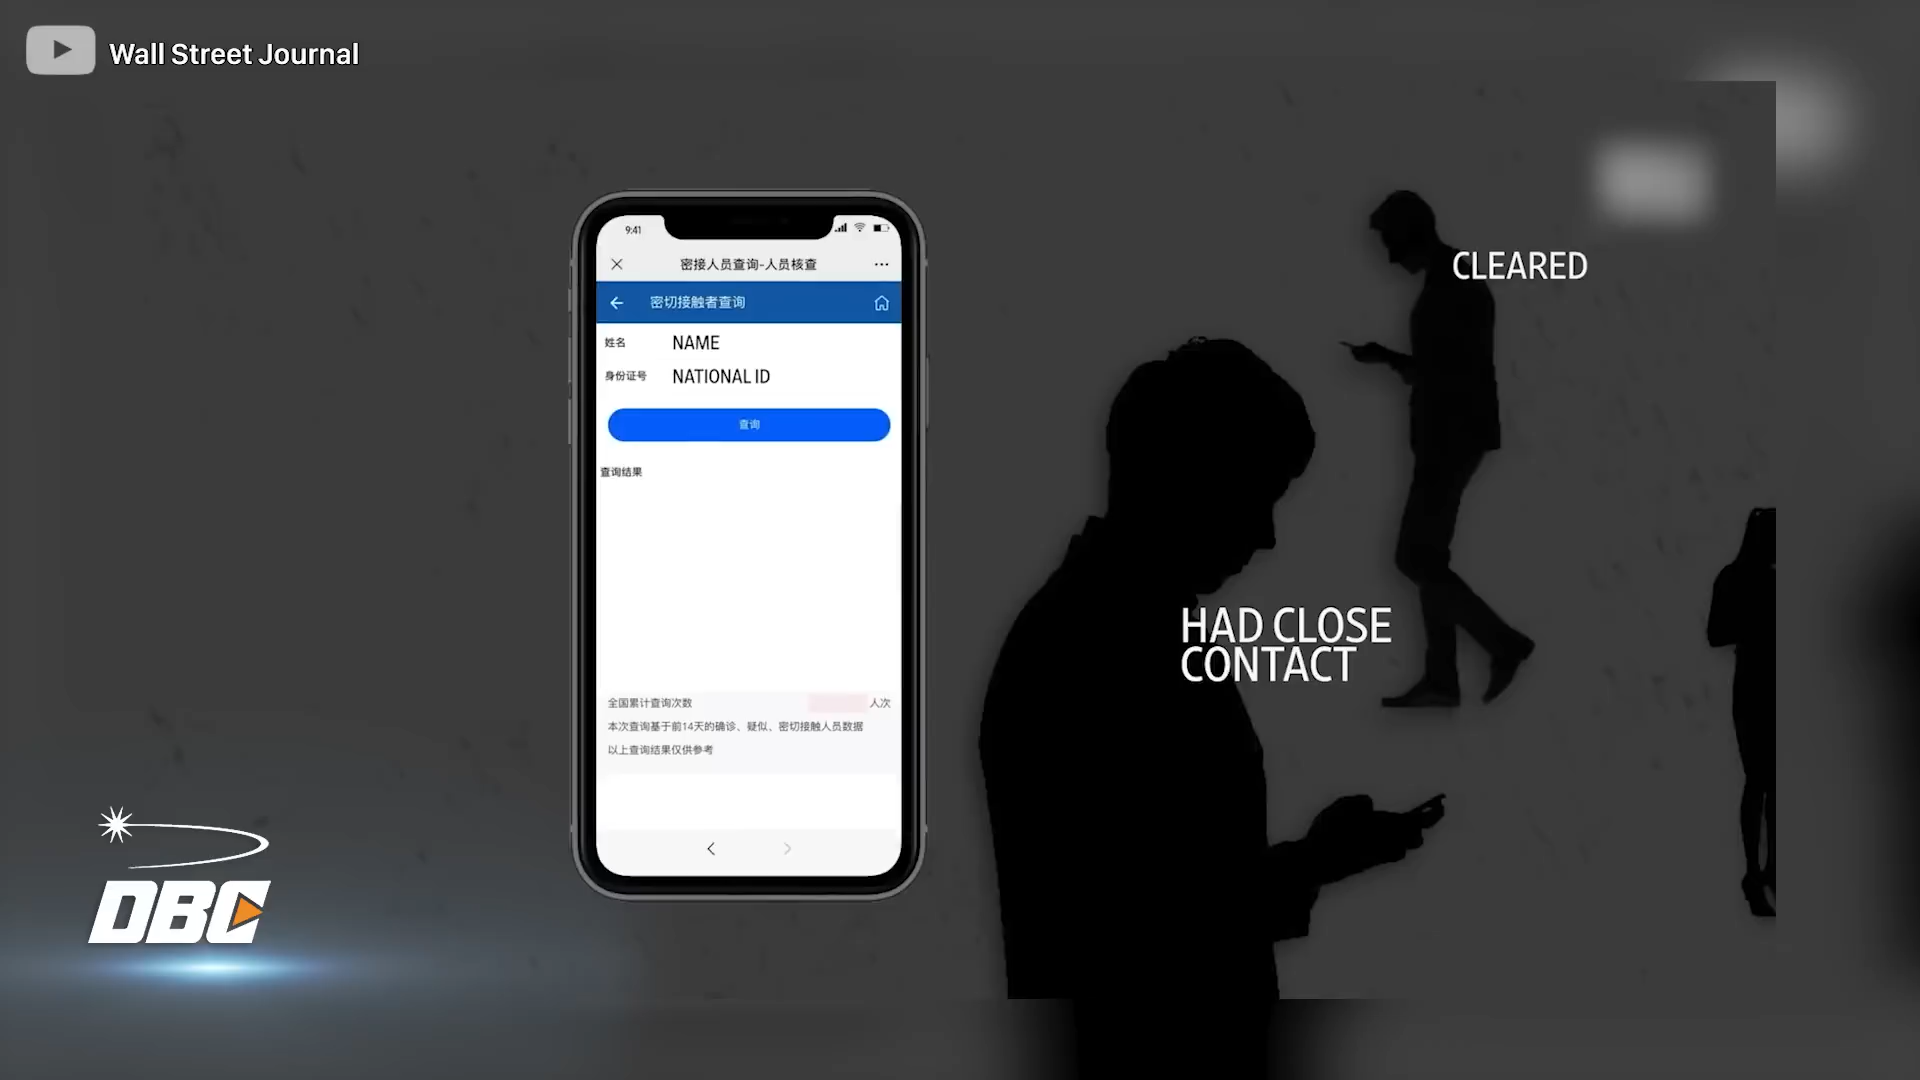 Wall Street Journal
9:41
密接人员查询-人员核查
密切接触者查询
姓名 NAME
身份证号 NATIONAL ID
查询
查询结果
全国累计查询次数 人次
本次查询基于前14天的确诊、疑似、密切接触人员数据
以上查询结果仅供参考
CLEARED
HAD CLOSE
CONTACT
DBC